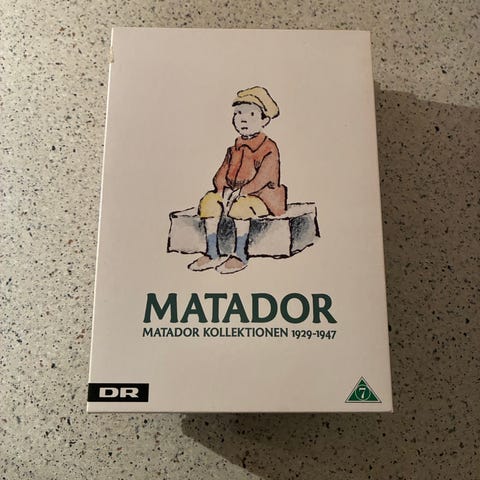 MATADOR
MATADOR KOLLEKTIONEN 1929-1947
DR
7